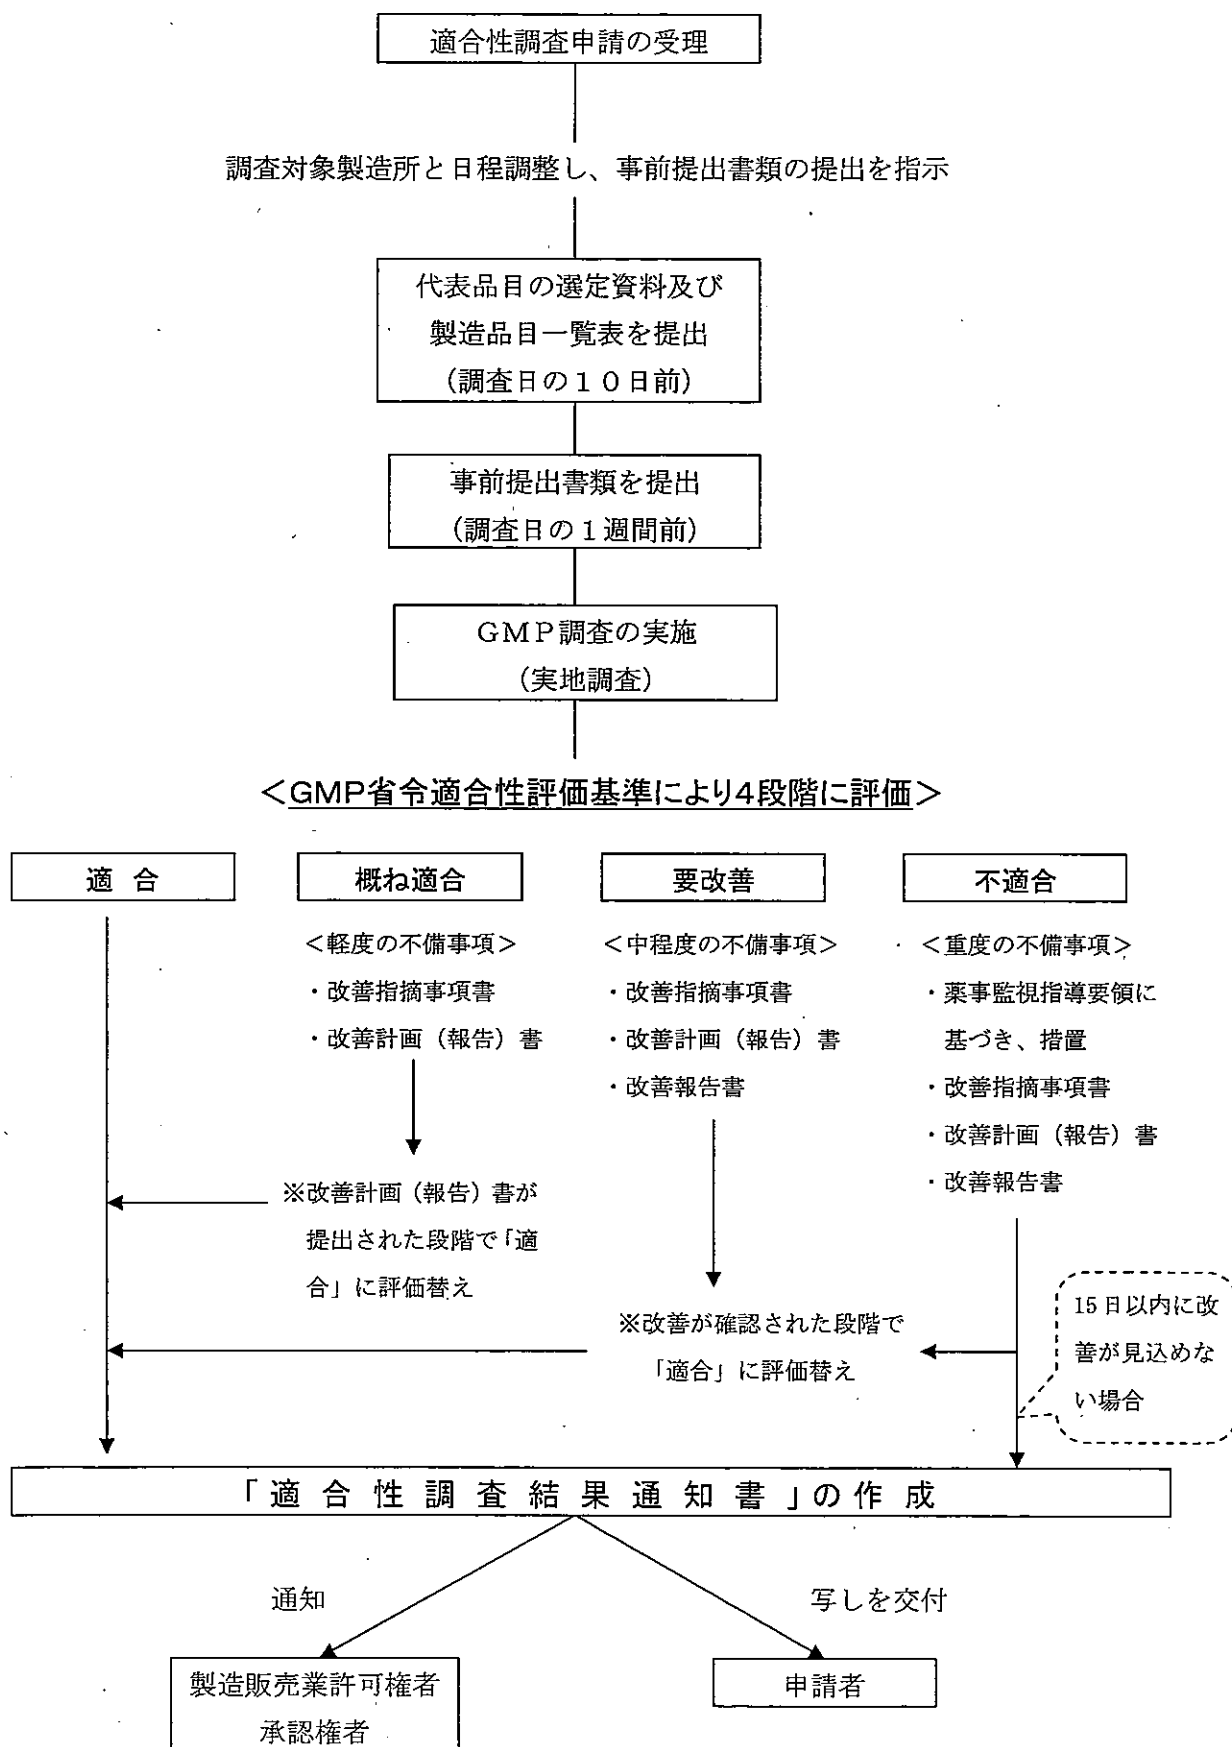 適合性調査申請の受理
調査対象製造所と日程調整し、事前提出書類の提出を指示
代表品目の選定資料及び
製造品目一覧表を提出
(調査日の10日前)
事前提出書類を提出
(調査日の1週間前)
GMP調査の実施
(実地調査)
<GMP省令適合性評価基準により4段階に評価>
適合
概ね適合
<軽度の不備事項>
・改善指摘事項書
・改善計画（報告）書
※改善計画（報告）書が
提出された段階で「適
合」に評価替え
要改善
<中程度の不備事項>
・改善指摘事項書
・改善計画（報告）書
・改善報告書
※改善が確認された段階で
「適合」に評価替え
不適合
<重度の不備事項>
・薬事監視指導要領に
基づき、措置
・改善指摘事項書
・改善計画（報告）書
・改善報告書
15日以内に改
善が見込めな
い場合
「適合性調査結果通知書」の作成
通知
写しを交付
製造販売業許可権者
承認権者
申請者